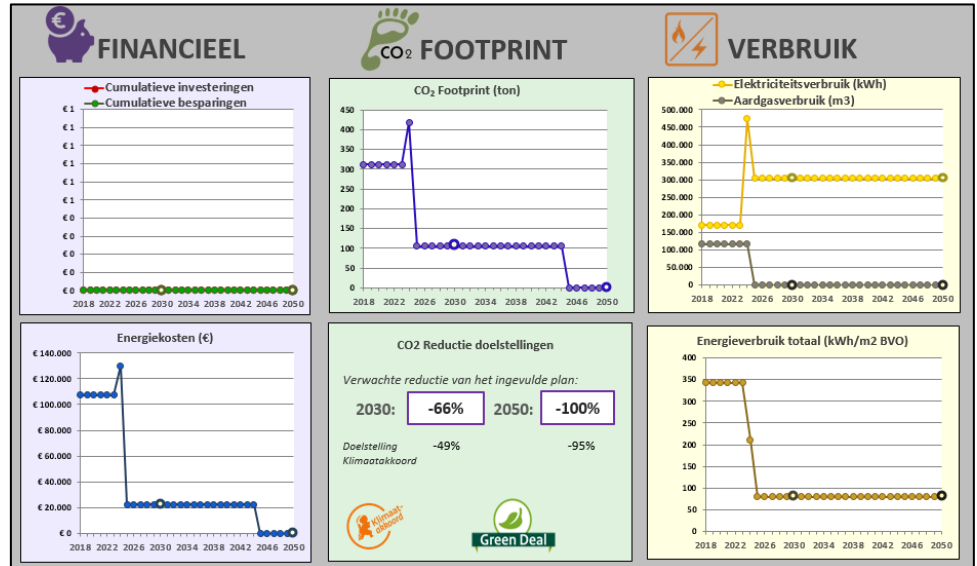 FINANCIEEL
Cumulatieve investeringen
Cumulatieve besparingen
€ 1
€ 1
€ 1
€ 1
€ 1
€ 1
€ 0
€ 0
€ 0
€ 0
€ 0
2018 2022 2026 2030 2034 2038 2042 2046 2050
CO2 FOOTPRINT
CO2 Footprint (ton)
450
400
350
300
250
200
150
100
50
0
2018 2022 2026 2030 2034 2038 2042 2046 2050
VERBRUIK
Elektriciteitsverbruik (kWh)
Aardgasverbruik (m3)
500.000
450.000
400.000
350.000
300.000
250.000
200.000
150.000
100.000
50.000
0
2018 2022 2026 2030 2034 2038 2042 2046 2050
Energiekosten (€)
€ 140.000
€ 120.000
€ 100.000
€ 80.000
€ 60.000
€ 40.000
€ 20.000
€ 0
2018 2022 2026 2030 2034 2038 2042 2046 2050
CO2 Reductie doelstellingen
Verwachte reductie van het ingevulde plan:
2030: -66% 2050: -100%
Doelstelling -49% -95%
Klimaatakkoord
Klimaat-
akkoord
Green Deal
Energieverbruik totaal (kWh/m2 BVO)
400
350
300
250
200
150
100
50
0
2018 2022 2026 2030 2034 2038 2042 2046 2050